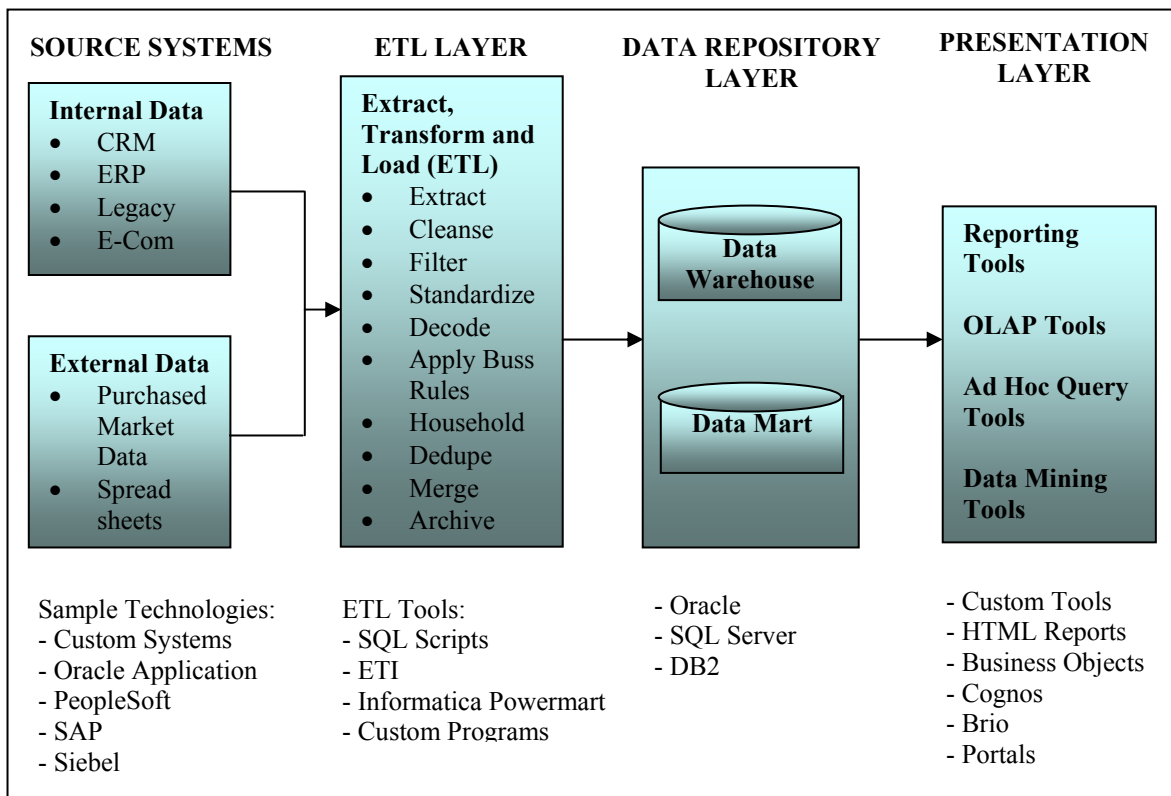 SOURCE SYSTEMS
Internal Data
• CRM
• ERP
• Legacy
• E-Com
External Data
• Purchased
Market
Data
• Spread
sheets
Sample Technologies:
- Custom Systems
- Oracle Application
- PeopleSoft
- SAP
- Siebel
ETL LAYER
Extract,
Transform and
Load (ETL)
• Extract
• Cleanse
• Filter
• Standardize
• Decode
• Apply Buss
Rules
• Household
• Dedupe
• Merge
• Archive
ETL Tools:
- SQL Scripts
- ETI
- Informatica Powermart
- Custom Programs
DATA REPOSITORY
LAYER
Data
Warehouse
Data Mart
- Oracle
- SQL Server
- DB2
PRESENTATION
LAYER
Reporting
Tools
OLAP Tools
Ad Hoc Query
Tools
Data Mining
Tools
- Custom Tools
- HTML Reports
- Business Objects
- Cognos
- Brio
- Portals